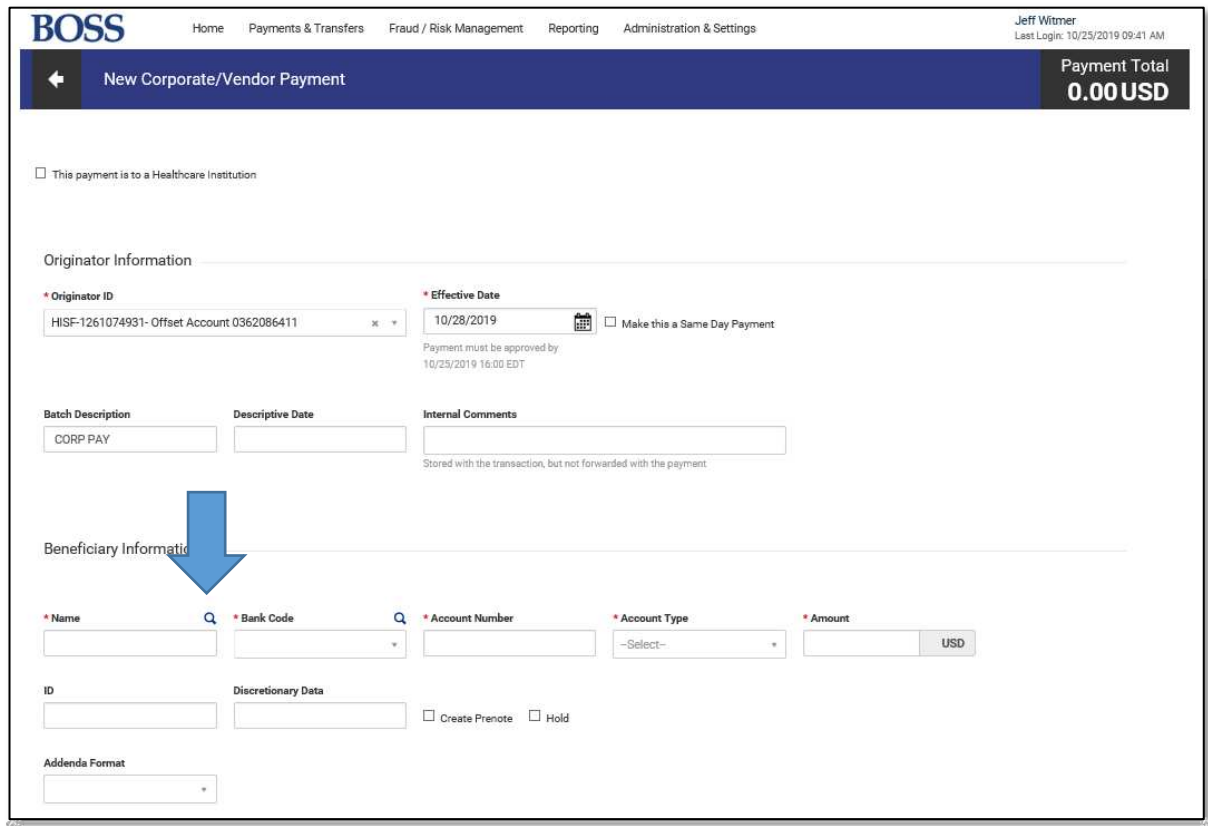 BOSS Home Payments & Transfers Fraud / Risk Management Reporting Administration & Settings Jeff Witmer
Last Login: 10/25/2019 09:41 AM
New Corporate/Vendor Payment Payment Total
0.00 USD
This payment is to a Healthcare Institution
Originator Information
* Originator ID * Effective Date
HISF-1261074931- Offset Account 0362086411 10/28/2019 Make this a Same Day Payment
Payment must be approved by
10/25/2019 16:00 EDT
Batch Description Descriptive Date Internal Comments
CORP PAY
Stored with the transaction, but not forwarded with the payment
Beneficiary Informatio
* Name * Bank Code * Account Number * Account Type * Amount
--Select-- USD
ID Discretionary Data
Create Prenote Hold
Addenda Format